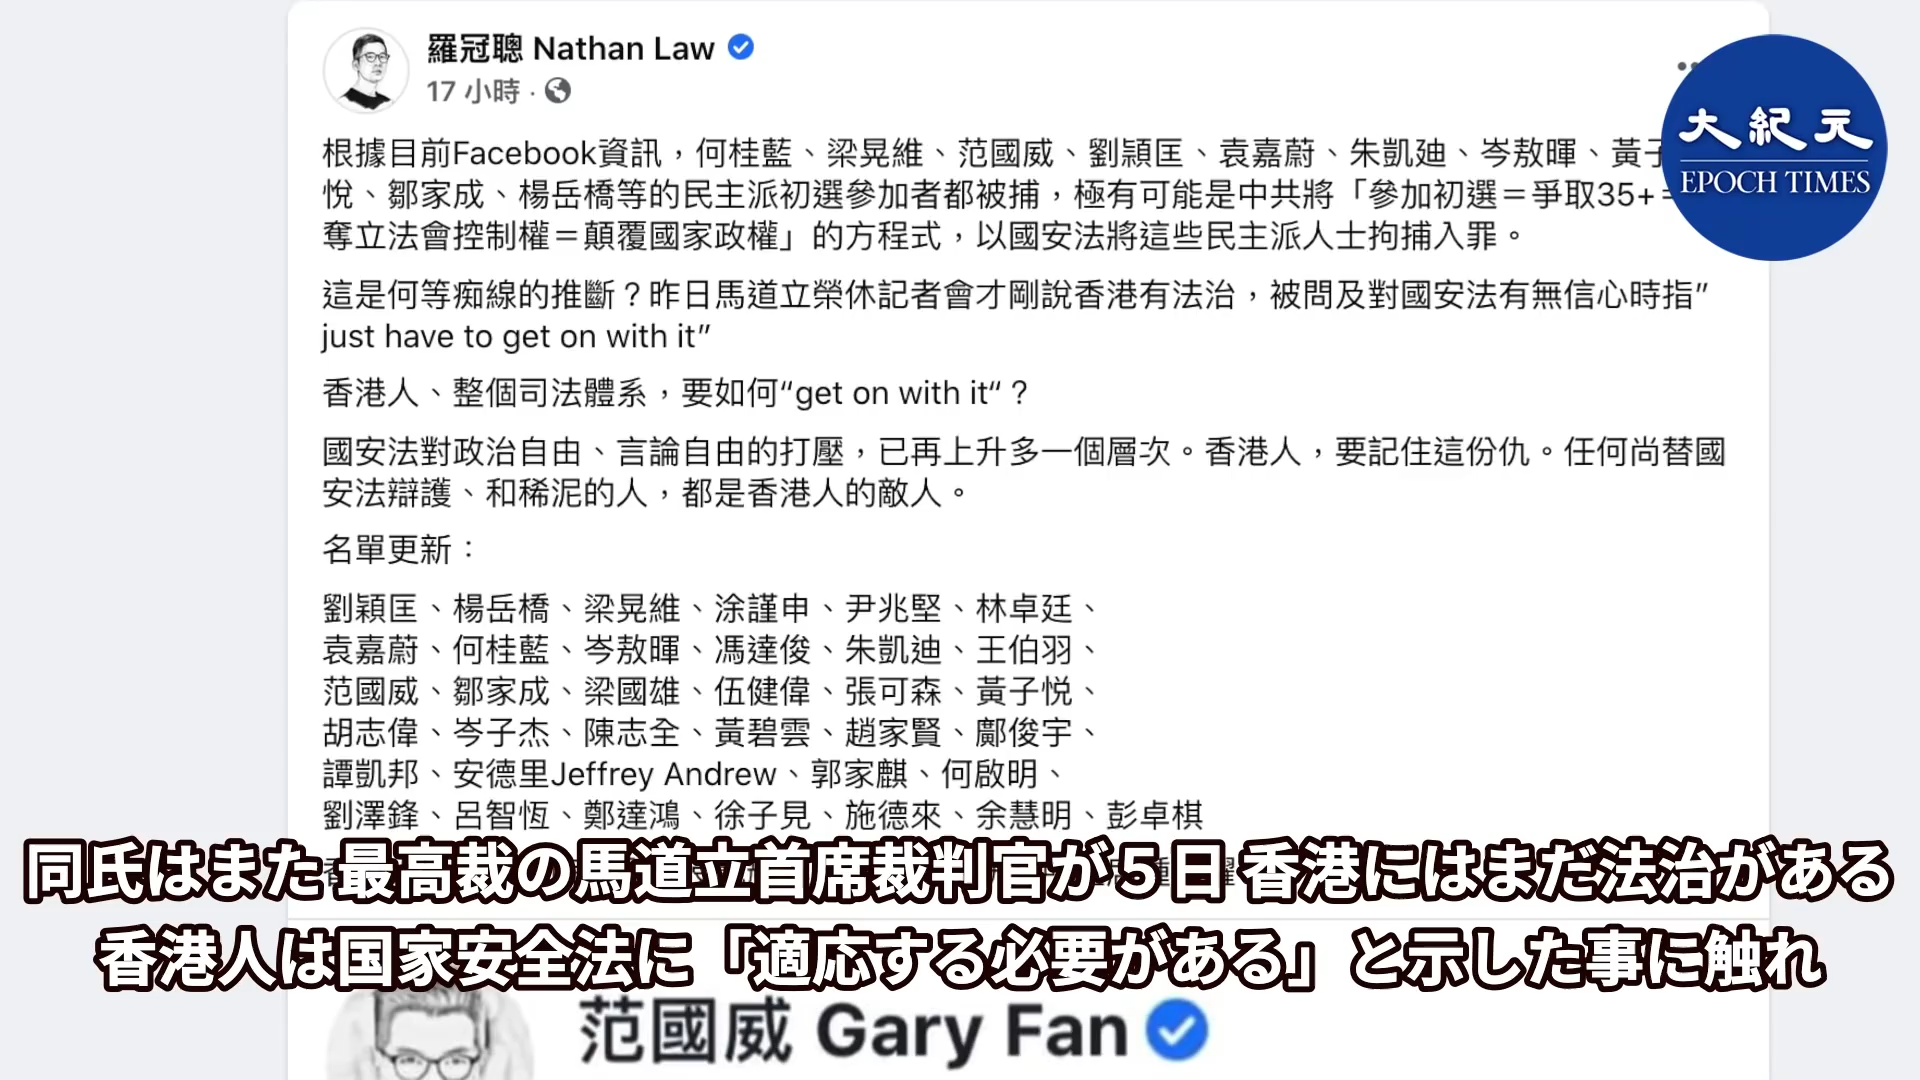 羅冠聰 Nathan Law
17 小時 ·
大紀元
EPOCH TIMES
根據目前Facebook資訊，何桂藍、梁晃維、范國威、劉穎匡、袁嘉蔚、朱凱廸、岑敖暉、黃子
悅、鄒家成、楊岳橋等的民主派初選參加者都被捕，極有可能是中共將「參加初選＝爭取35+＝
奪立法會控制權＝顛覆國家政權」的方程式，以國安法將這些民主派人士拘捕入罪。
這是何等痴線的推斷？昨日馬道立榮休記者會才剛說香港有法治，被問及對國安法有無信心時指”
just have to get on with it”
香港人、整個司法體系，要如何“get on with it“？
國安法對政治自由、言論自由的打壓，已再上升多一個層次。香港人，要記住這份仇。任何尚替國
安法辯護、和稀泥的人，都是香港人的敵人。
名單更新：
劉穎匡、楊岳橋、梁晃維、涂謹申、尹兆堅、林卓廷、
袁嘉蔚、何桂藍、岑敖暉、馮達俊、朱凱迪、王伯羽、
范國威、鄒家成、梁國雄、伍健偉、張可森、黃子悅、
胡志偉、岑子杰、陳志全、黃碧雲、趙家賢、鄺俊宇、
譚凱邦、安德里Jeffrey Andrew、郭家麒、何啟明、
劉澤鋒、呂智恆、鄭達鴻、徐子見、施德來、余慧明、彭卓棋
同氏はまた 最高裁の馬道立首席裁判官が５日 香港にはまだ法治がある
香港人は国家安全法に「適応する必要がある」と示した事に触れ
范國威 Gary Fan